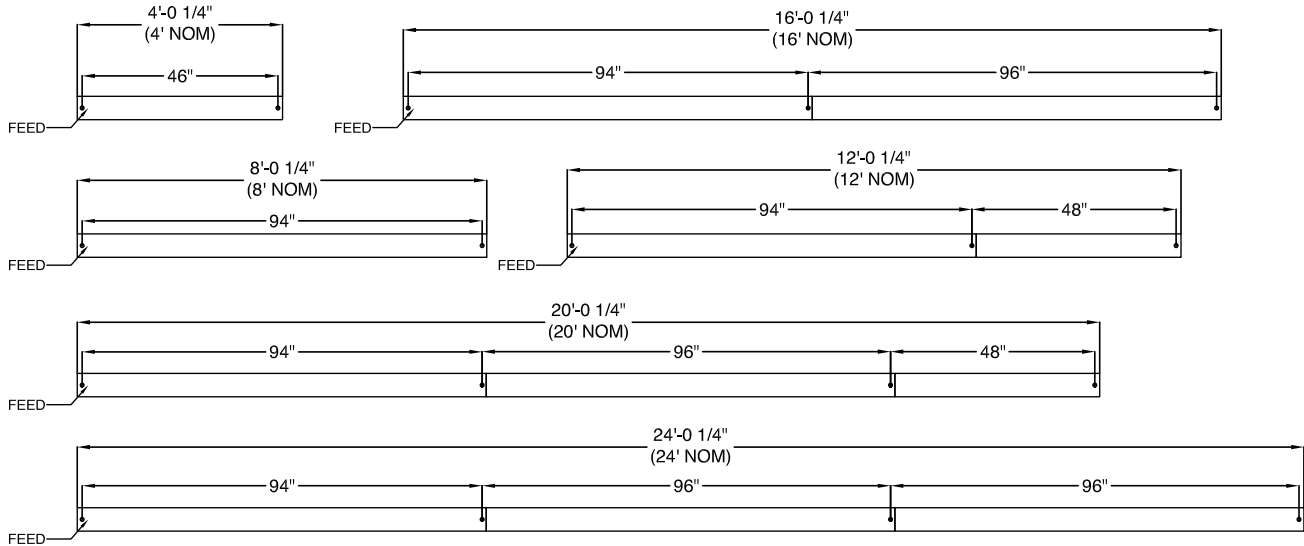 4'-0 1/4"
(4' NOM)
46"
FEED
16'-0 1/4"
(16' NOM)
94"
96"
FEED
8'-0 1/4"
(8' NOM)
94"
FEED
12'-0 1/4"
(12' NOM)
94"
48"
FEED
20'-0 1/4"
(20' NOM)
94"
96"
48"
FEED
24'-0 1/4"
(24' NOM)
94"
96"
96"
FEED